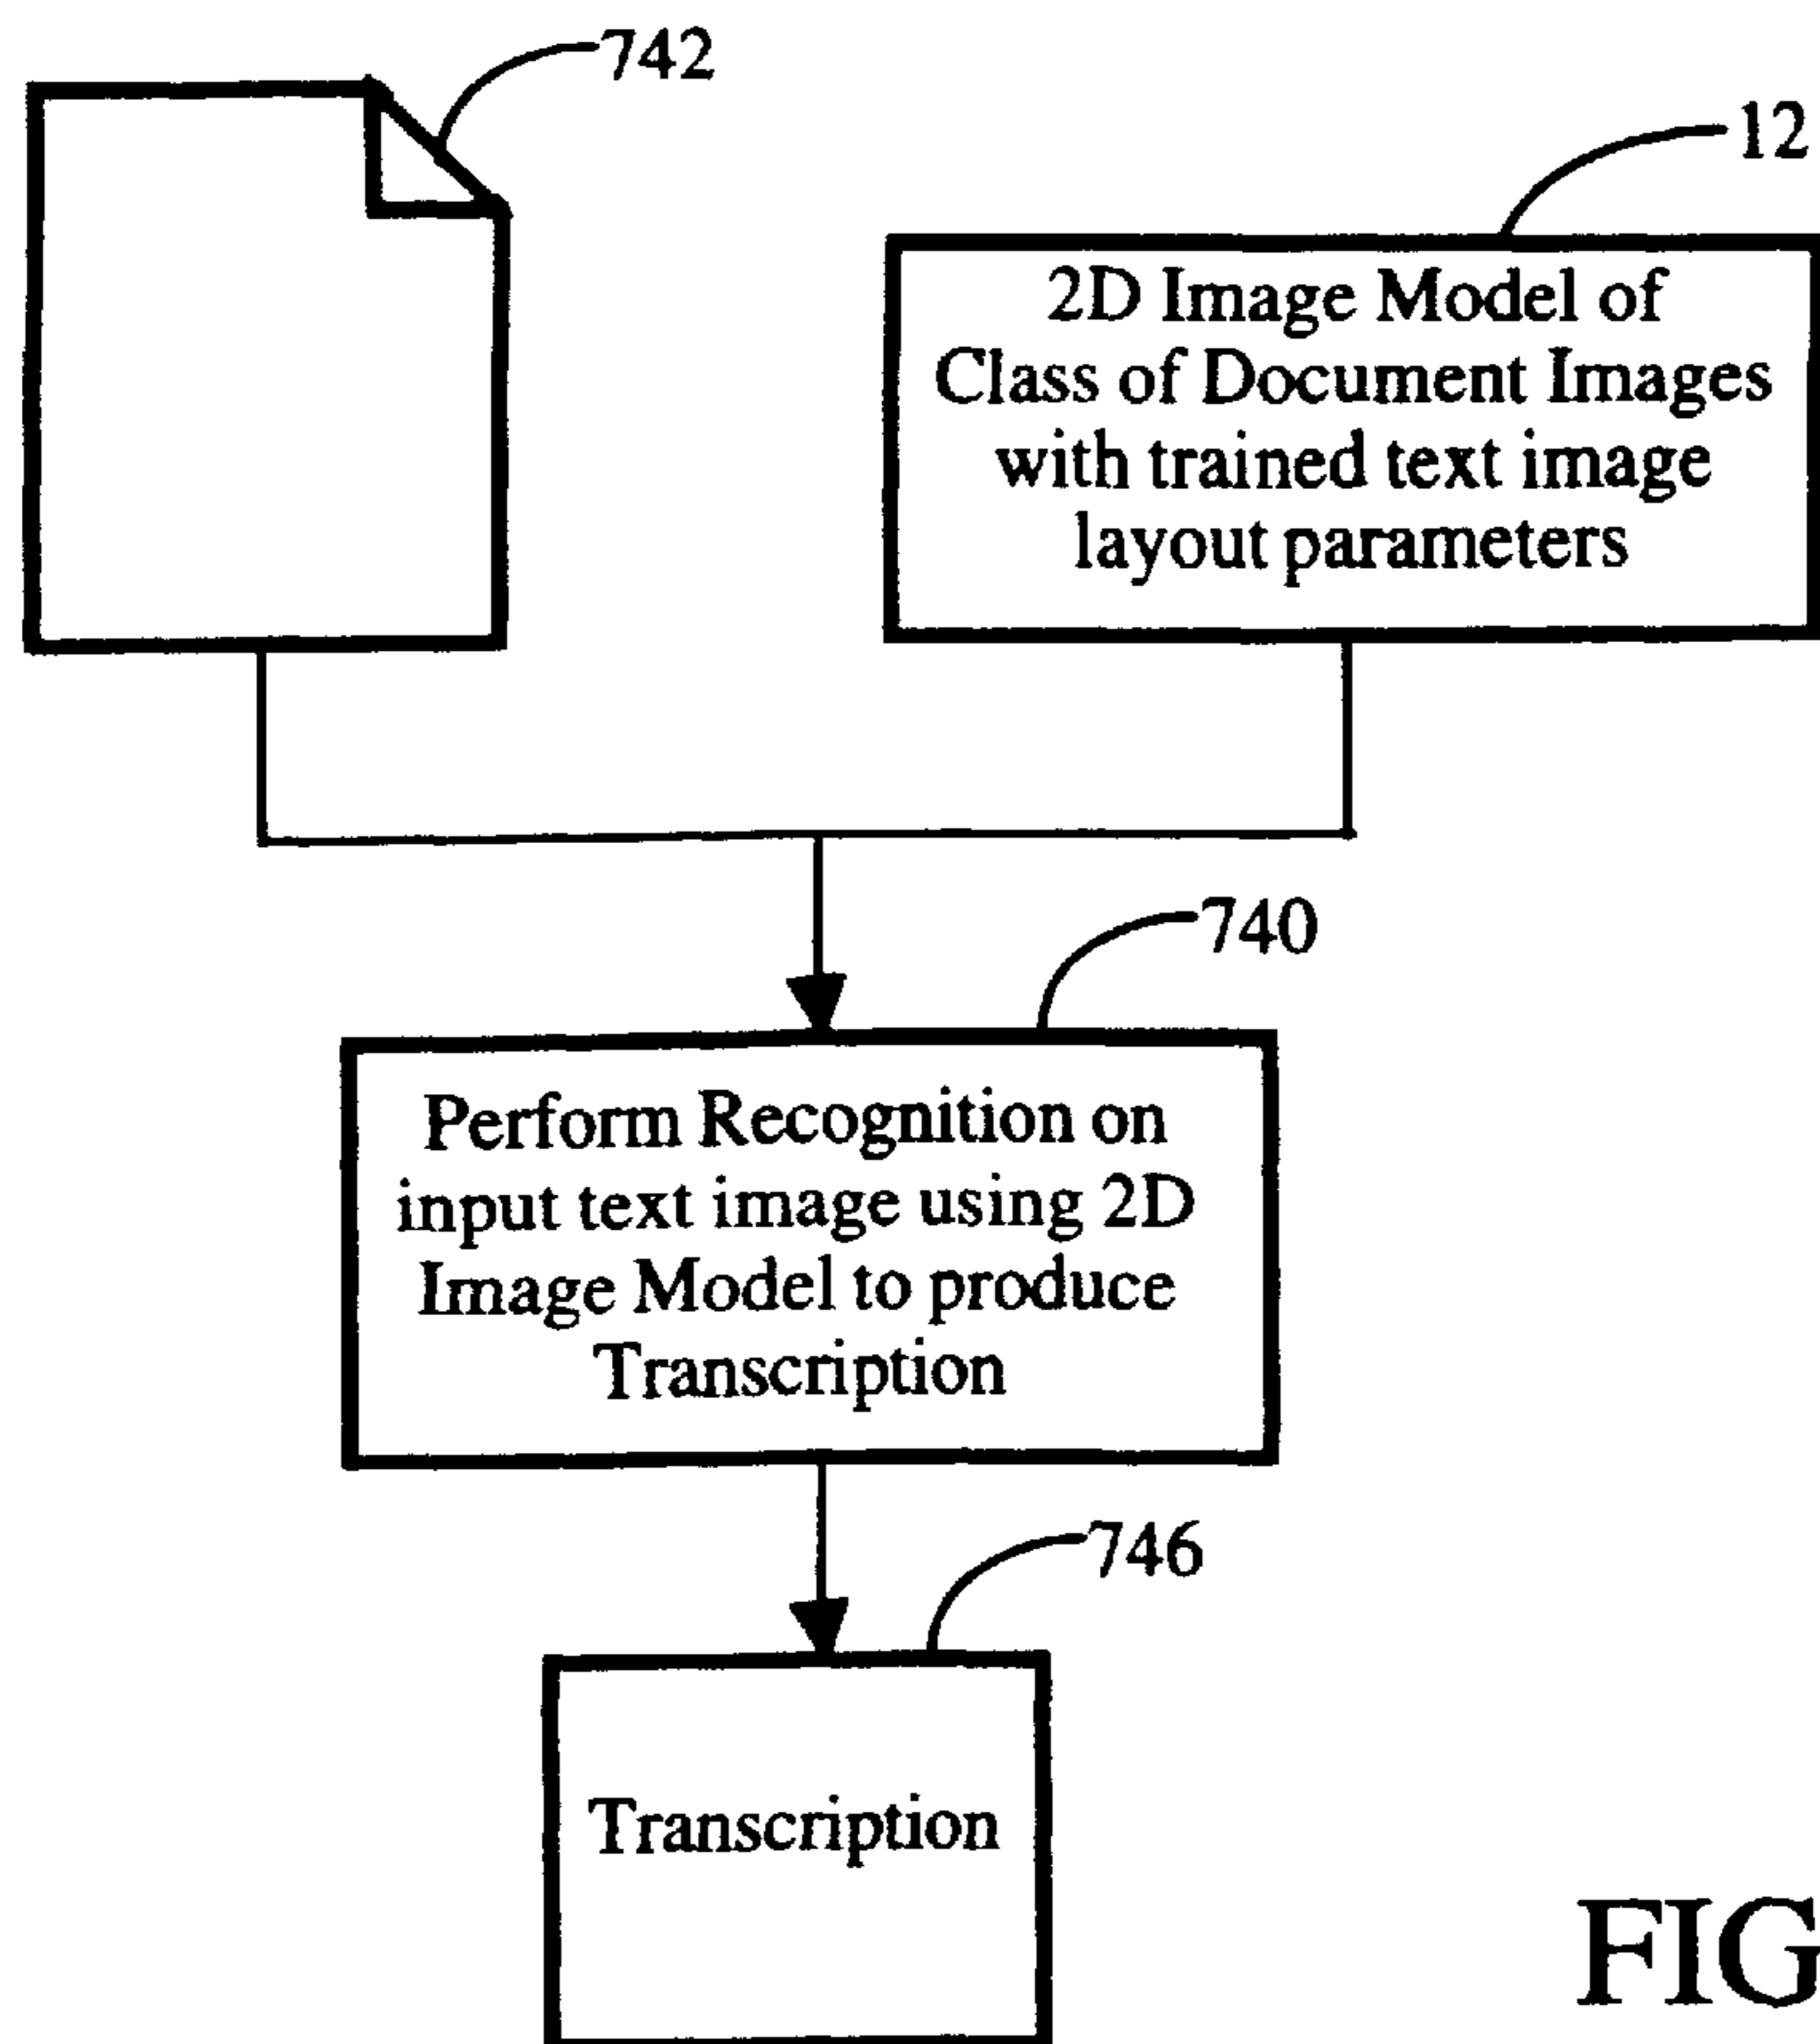 742
12
2D Image Model of
Class of Document Images
with trained text image
layout parameters
740
Perform Recognition on
input text image using 2D
Image Model to produce
Transcription
746
Transcription
FIG